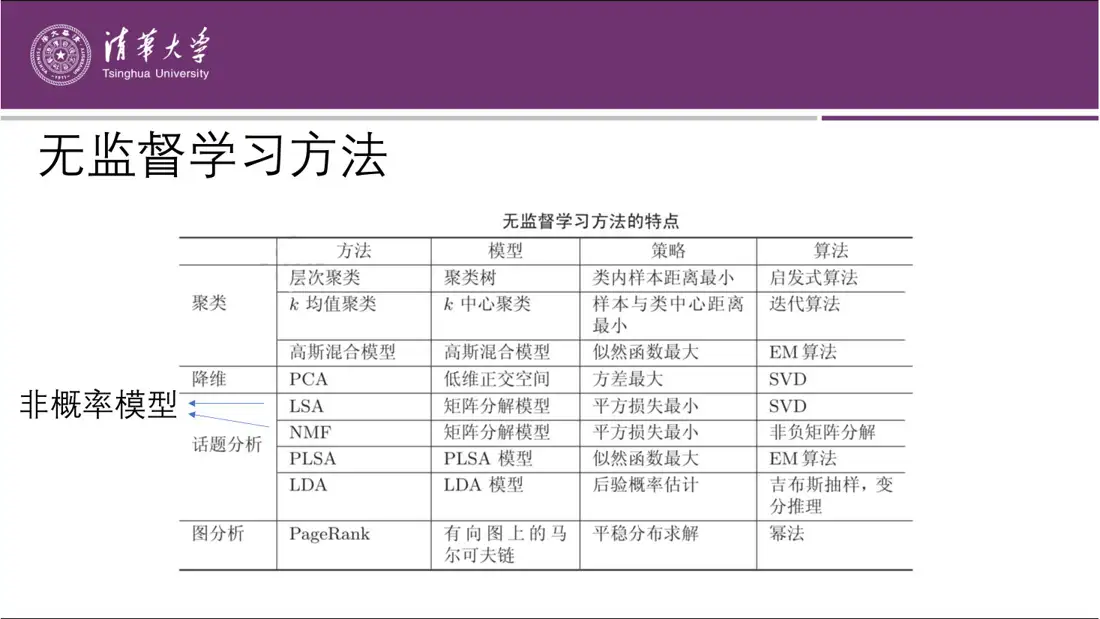 清华大学
Tsinghua University
无监督学习方法
无监督学习方法的特点
方法 模型 策略 算法
聚类 层次聚类 聚类树 类内样本距离最小 启发式算法
k 均值聚类 k 中心聚类 样本与类中心距离最小 迭代算法
高斯混合模型 高斯混合模型 似然函数最大 EM 算法
降维 PCA 低维正交空间 方差最大 SVD
非概率模型
话题分析 LSA 矩阵分解模型 平方损失最小 SVD
NMF 矩阵分解模型 平方损失最小 非负矩阵分解
PLSA PLSA 模型 似然函数最大 EM 算法
LDA LDA 模型 后验概率估计 吉布斯抽样，变分推理
图分析 PageRank 有向图上的马尔可夫链 平稳分布求解 幂法